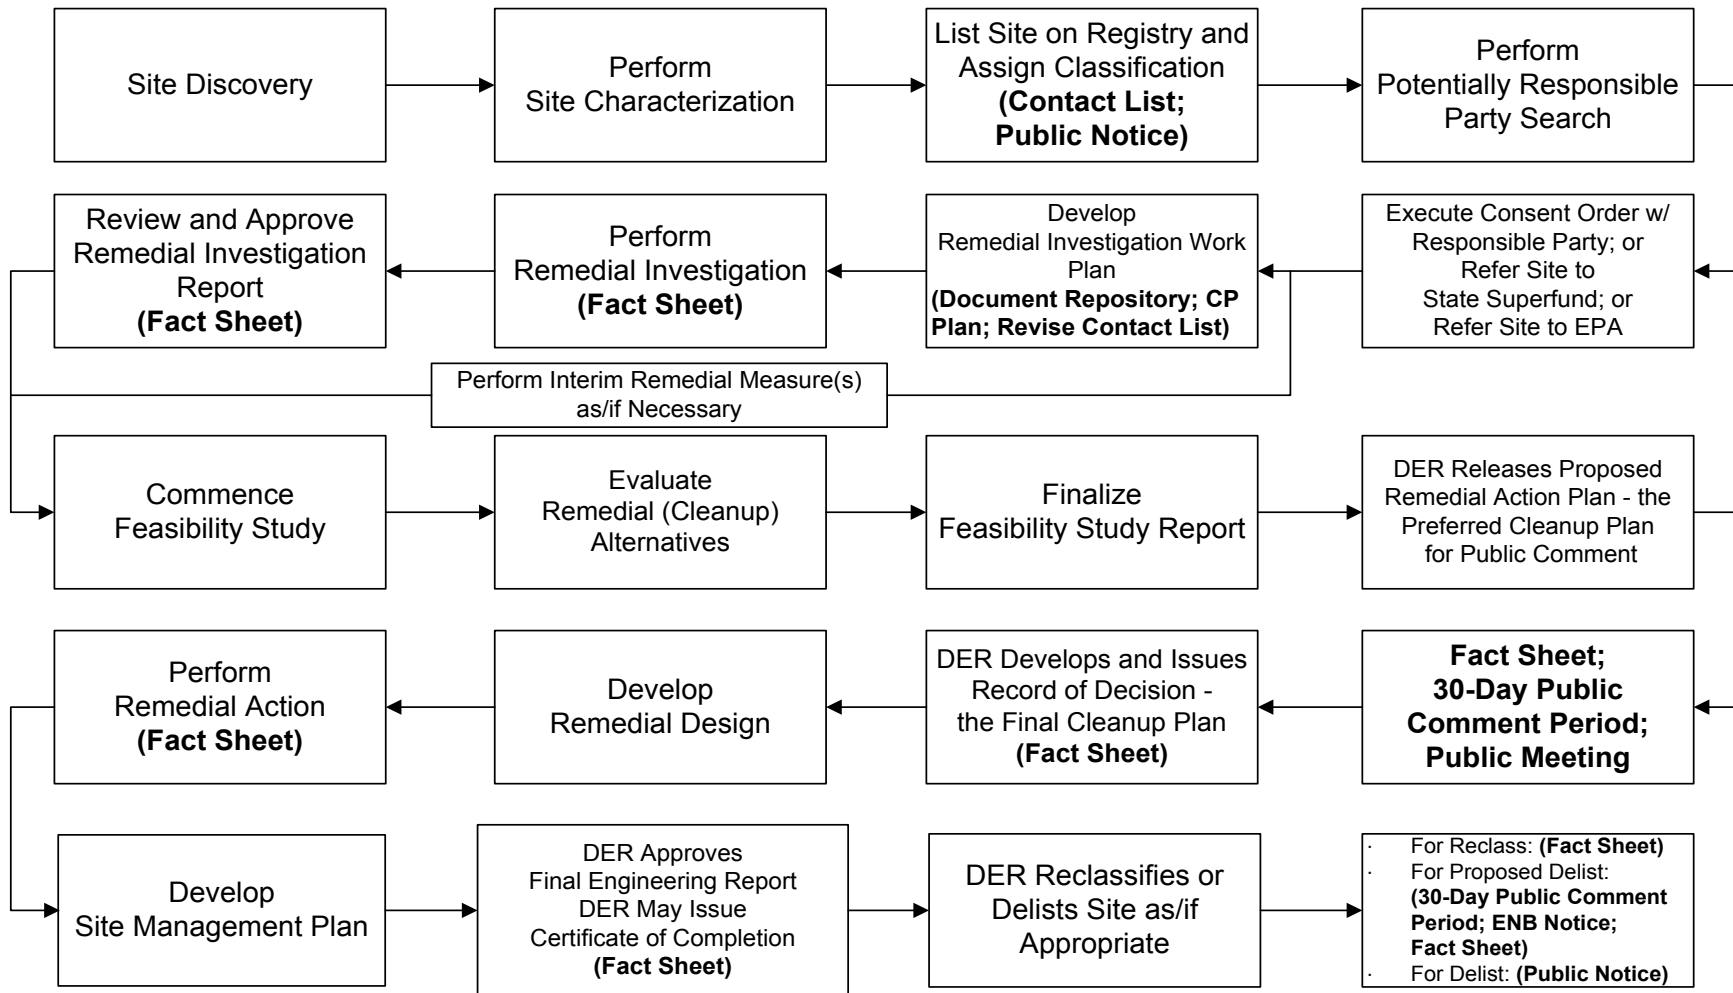 Site Discovery
Perform
Site Characterization
List Site on Registry and
Assign Classification
(Contact List;
Public Notice)
Perform
Potentially Responsible
Party Search
Review and Approve
Remedial Investigation
Report
(Fact Sheet)
Perform
Remedial Investigation
(Fact Sheet)
Develop
Remedial Investigation Work
Plan
(Document Repository; CP
Plan; Revise Contact List)
Execute Consent Order w/
Responsible Party; or
Refer Site to
State Superfund; or
Refer Site to EPA
Perform Interim Remedial Measure(s)
as/if Necessary
Commence
Feasibility Study
Evaluate
Remedial (Cleanup)
Alternatives
Finalize
Feasibility Study Report
DER Releases Proposed
Remedial Action Plan - the
Preferred Cleanup Plan
for Public Comment
Perform
Remedial Action
(Fact Sheet)
Develop
Remedial Design
DER Develops and Issues
Record of Decision -
the Final Cleanup Plan
(Fact Sheet)
Fact Sheet;
30-Day Public
Comment Period;
Public Meeting
Develop
Site Management Plan
DER Approves
Final Engineering Report
DER May Issue
Certificate of Completion
(Fact Sheet)
DER Reclassifies or
Delists Site as/if
Appropriate
· For Reclass: (Fact Sheet)
· For Proposed Delist:
(30-Day Public Comment
Period; ENB Notice;
Fact Sheet)
· For Delist: (Public Notice)